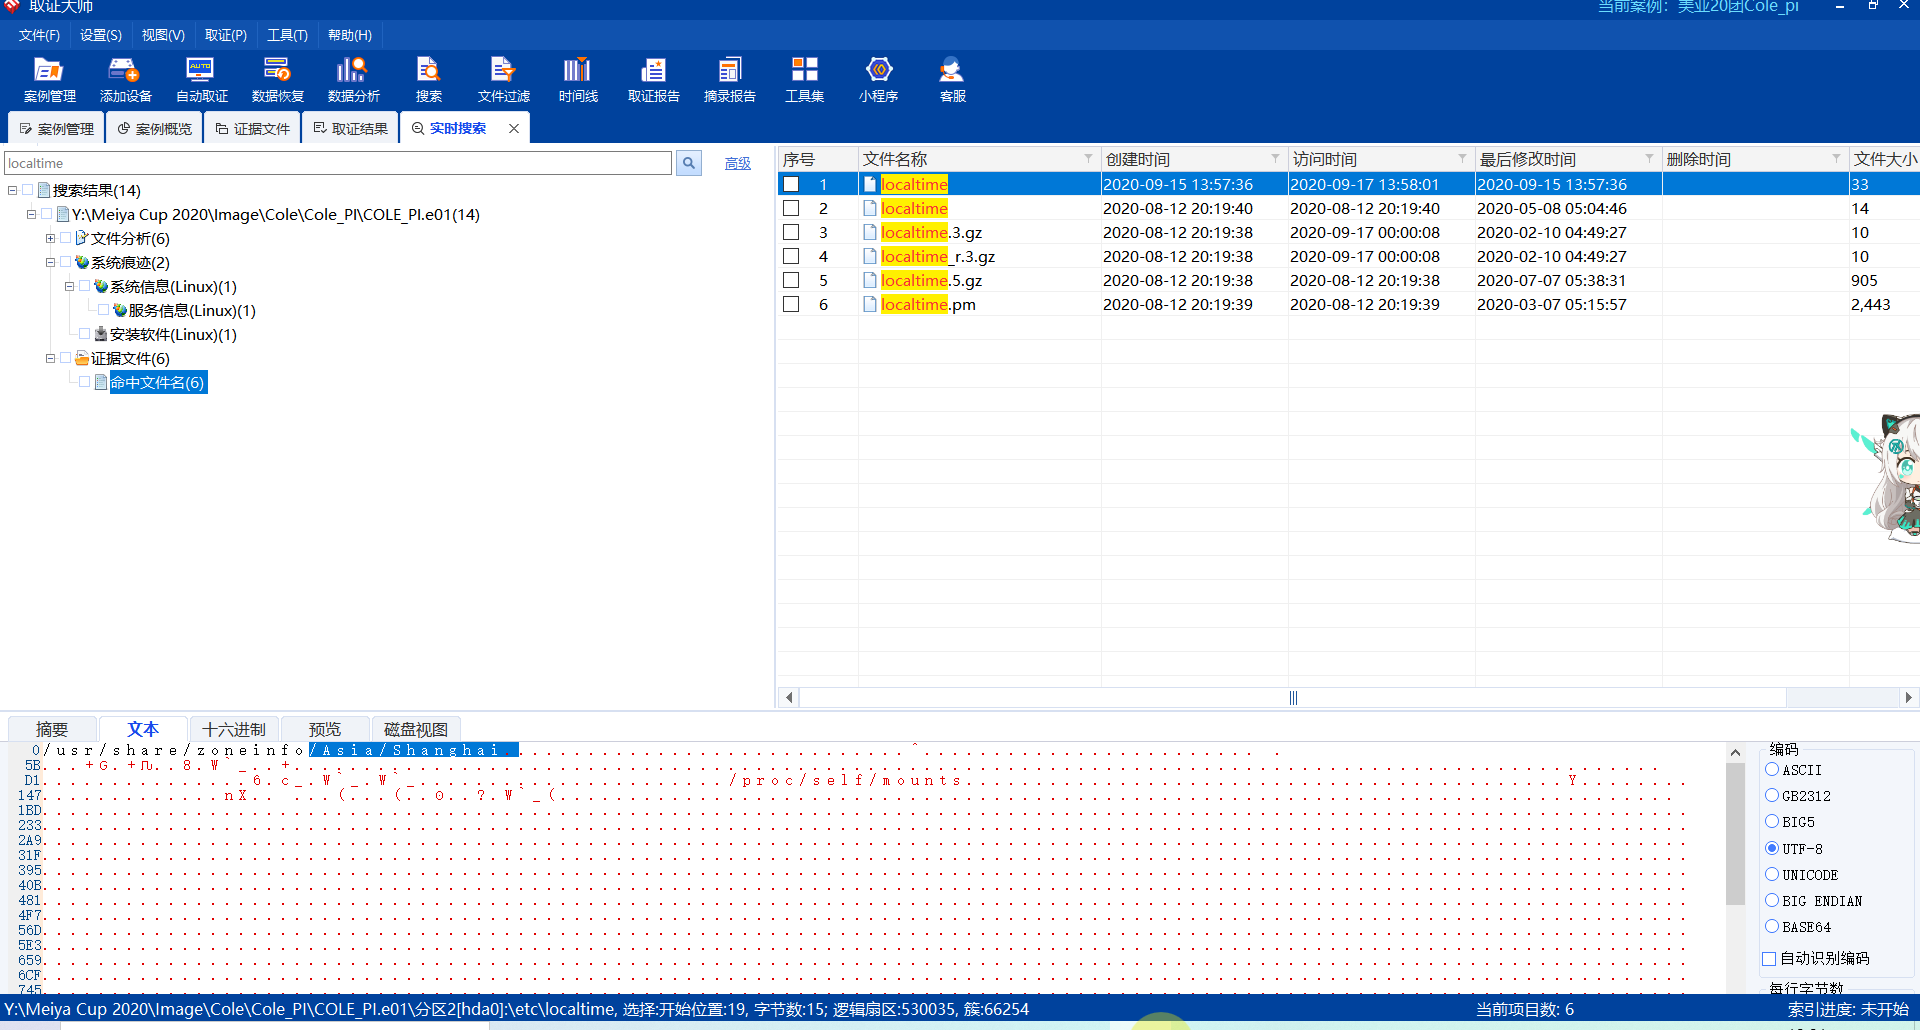 取证大师
当前案例：美业20团Cole_pi
文件(F) 设置(S) 视图(V) 取证(P) 工具(T) 帮助(H)
案例管理 添加设备 自动取证 数据恢复 数据分析 搜索 文件过滤 时间线 取证报告 摘录报告 工具集 小程序 客服
案例管理 案例概览 证据文件 取证结果 实时搜索
localtime
高级
搜索结果(14)
Y:\Meiya Cup 2020\Image\Cole\Cole_PI\COLE_PI.e01(14)
文件分析(6)
系统痕迹(2)
系统信息(Linux)(1)
服务信息(Linux)(1)
安装软件(Linux)(1)
证据文件(6)
命中文件名(6)
序号 文件名称 创建时间 访问时间 最后修改时间 删除时间 文件大小
1 localtime 2020-09-15 13:57:36 2020-09-17 13:58:01 2020-09-15 13:57:36 33
2 localtime 2020-08-12 20:19:40 2020-08-12 20:19:40 2020-05-08 05:04:46 14
3 localtime.3.gz 2020-08-12 20:19:38 2020-09-17 00:00:08 2020-02-10 04:49:27 10
4 localtime_r.3.gz 2020-08-12 20:19:38 2020-09-17 00:00:08 2020-02-10 04:49:27 10
5 localtime.5.gz 2020-08-12 20:19:38 2020-08-12 20:19:38 2020-07-07 05:38:31 905
6 localtime.pm 2020-08-12 20:19:39 2020-08-12 20:19:39 2020-03-07 05:15:57 2,443
摘要 文本 十六进制 预览 磁盘视图
0 /usr/share/zoneinfo/Asia/Shanghai
5B
D1 /proc/self/mounts
147
1BD
233
2A9
31F
395
40B
481
4F7
56D
5E3
659
6CF
745
编码
ASCII
GB2312
BIG5
UTF-8
UNICODE
BIG ENDIAN
BASE64
自动识别编码
每行字节数
Y:\Meiya Cup 2020\Image\Cole\Cole_PI\COLE_PI.e01\分区2[hda0]:\etc\localtime, 选择:开始位置:19, 字节数:15; 逻辑扇区:530035, 簇:66254
当前项目数: 6
索引进度: 未开始